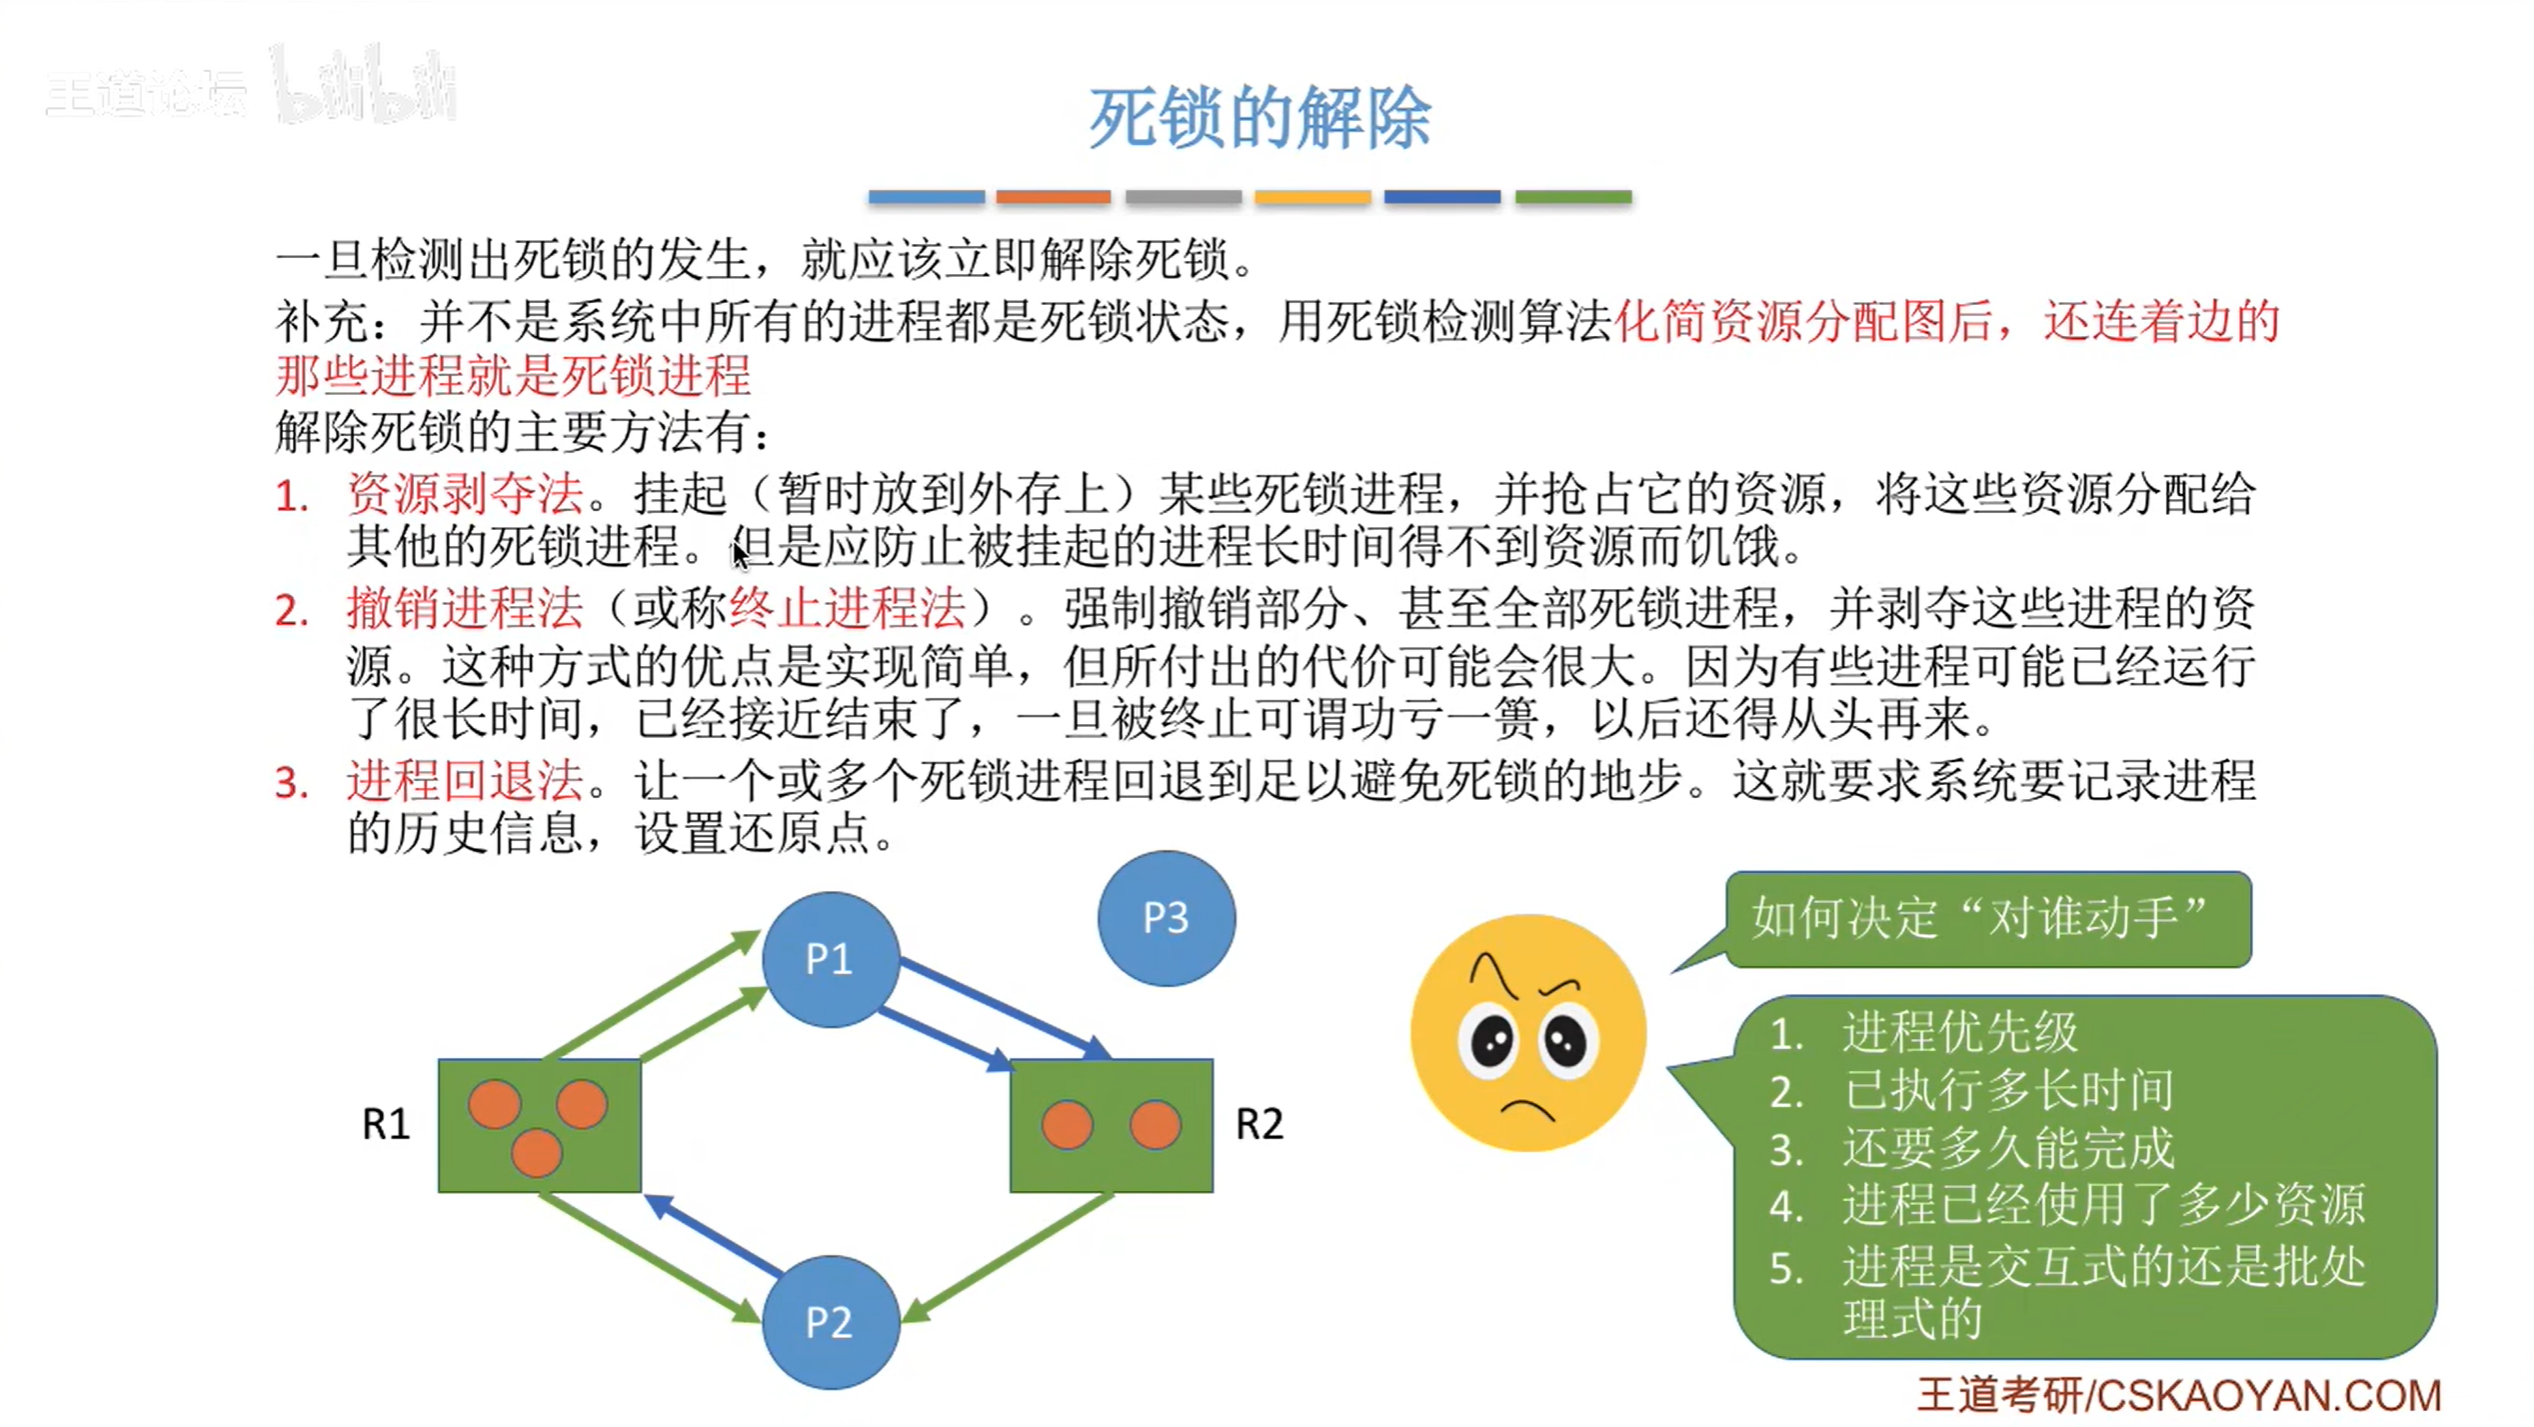 王道论坛 bilibili
死锁的解除
一旦检测出死锁的发生，就应该立即解除死锁。
补充：并不是系统中所有的进程都是死锁状态，用死锁检测算法化简资源分配图后，还连着边的
那些进程就是死锁进程
解除死锁的主要方法有：
1. 资源剥夺法。挂起（暂时放到外存上）某些死锁进程，并抢占它的资源，将这些资源分配给
其他的死锁进程。但是应防止被挂起的进程长时间得不到资源而饥饿。
2. 撤销进程法（或称终止进程法）。强制撤销部分、甚至全部死锁进程，并剥夺这些进程的资
源。这种方式的优点是实现简单，但所付出的代价可能会很大。因为有些进程可能已经运行
了很长时间，已经接近结束了，一旦被终止可谓功亏一篑，以后还得从头再来。
3. 进程回退法。让一个或多个死锁进程回退到足以避免死锁的地步。这就要求系统要记录进程
的历史信息，设置还原点。
P1
P3
R1
R2
P2
如何决定“对谁动手”
1. 进程优先级
2. 已执行多长时间
3. 还要多久能完成
4. 进程已经使用了多少资源
5. 进程是交互式的还是批处
理式的
王道考研/CSKAOYAN.COM